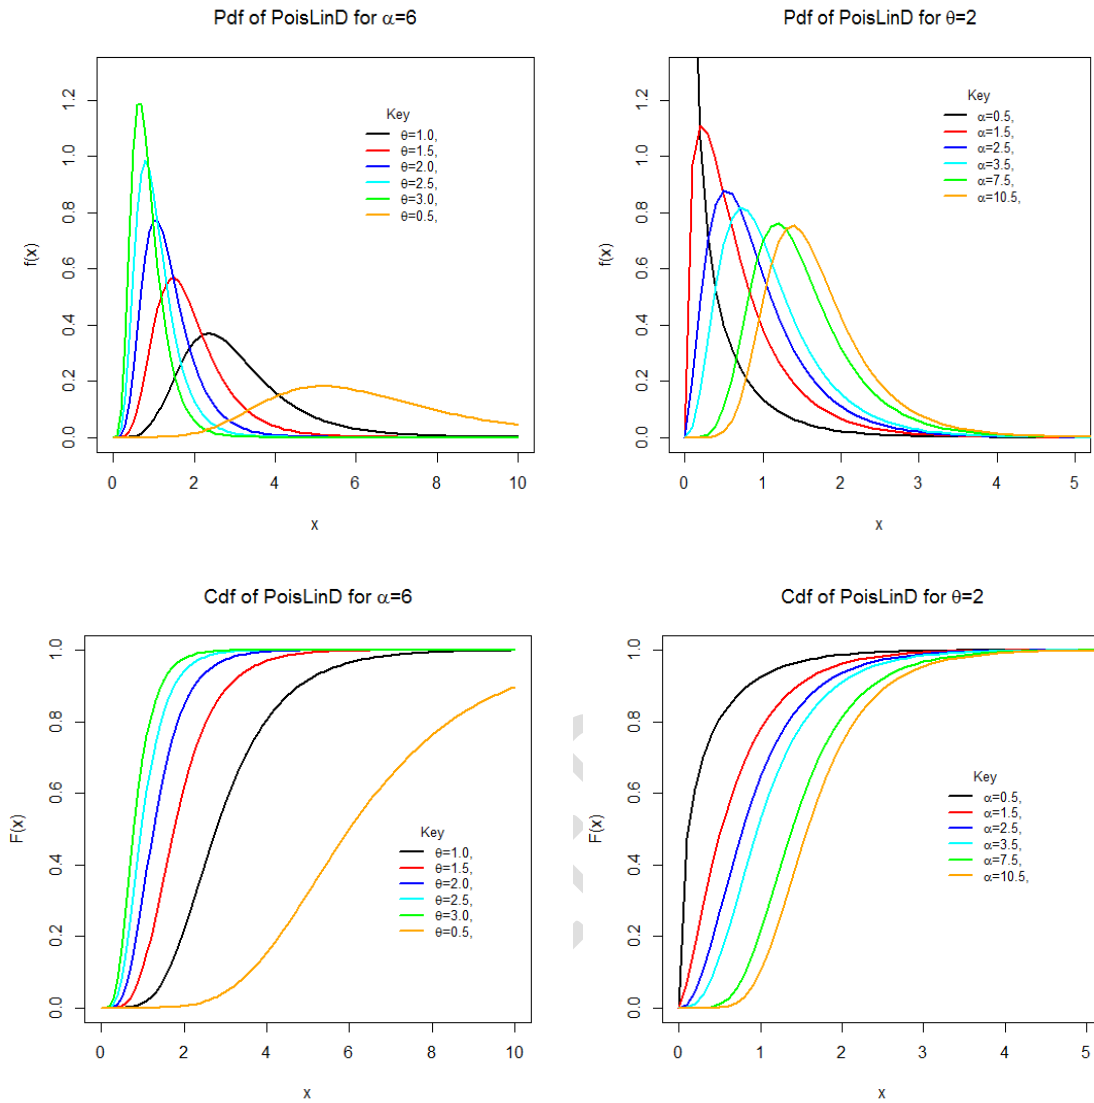 Pdf of PoisLinD for α=6
f(x)
0.0 0.2 0.4 0.6 0.8 1.0 1.2
Key
θ=1.0,
θ=1.5,
θ=2.0,
θ=2.5,
θ=3.0,
θ=0.5,
0 2 4 6 8 10
x
Pdf of PoisLinD for θ=2
f(x)
0.0 0.2 0.4 0.6 0.8 1.0 1.2
Key
α=0.5,
α=1.5,
α=2.5,
α=3.5,
α=7.5,
α=10.5,
0 1 2 3 4 5
x
Cdf of PoisLinD for α=6
F(x)
0.0 0.2 0.4 0.6 0.8 1.0
Key
θ=1.0,
θ=1.5,
θ=2.0,
θ=2.5,
θ=3.0,
θ=0.5,
0 2 4 6 8 10
x
Cdf of PoisLinD for θ=2
F(x)
0.0 0.2 0.4 0.6 0.8 1.0
Key
α=0.5,
α=1.5,
α=2.5,
α=3.5,
α=7.5,
α=10.5,
0 1 2 3 4 5
x